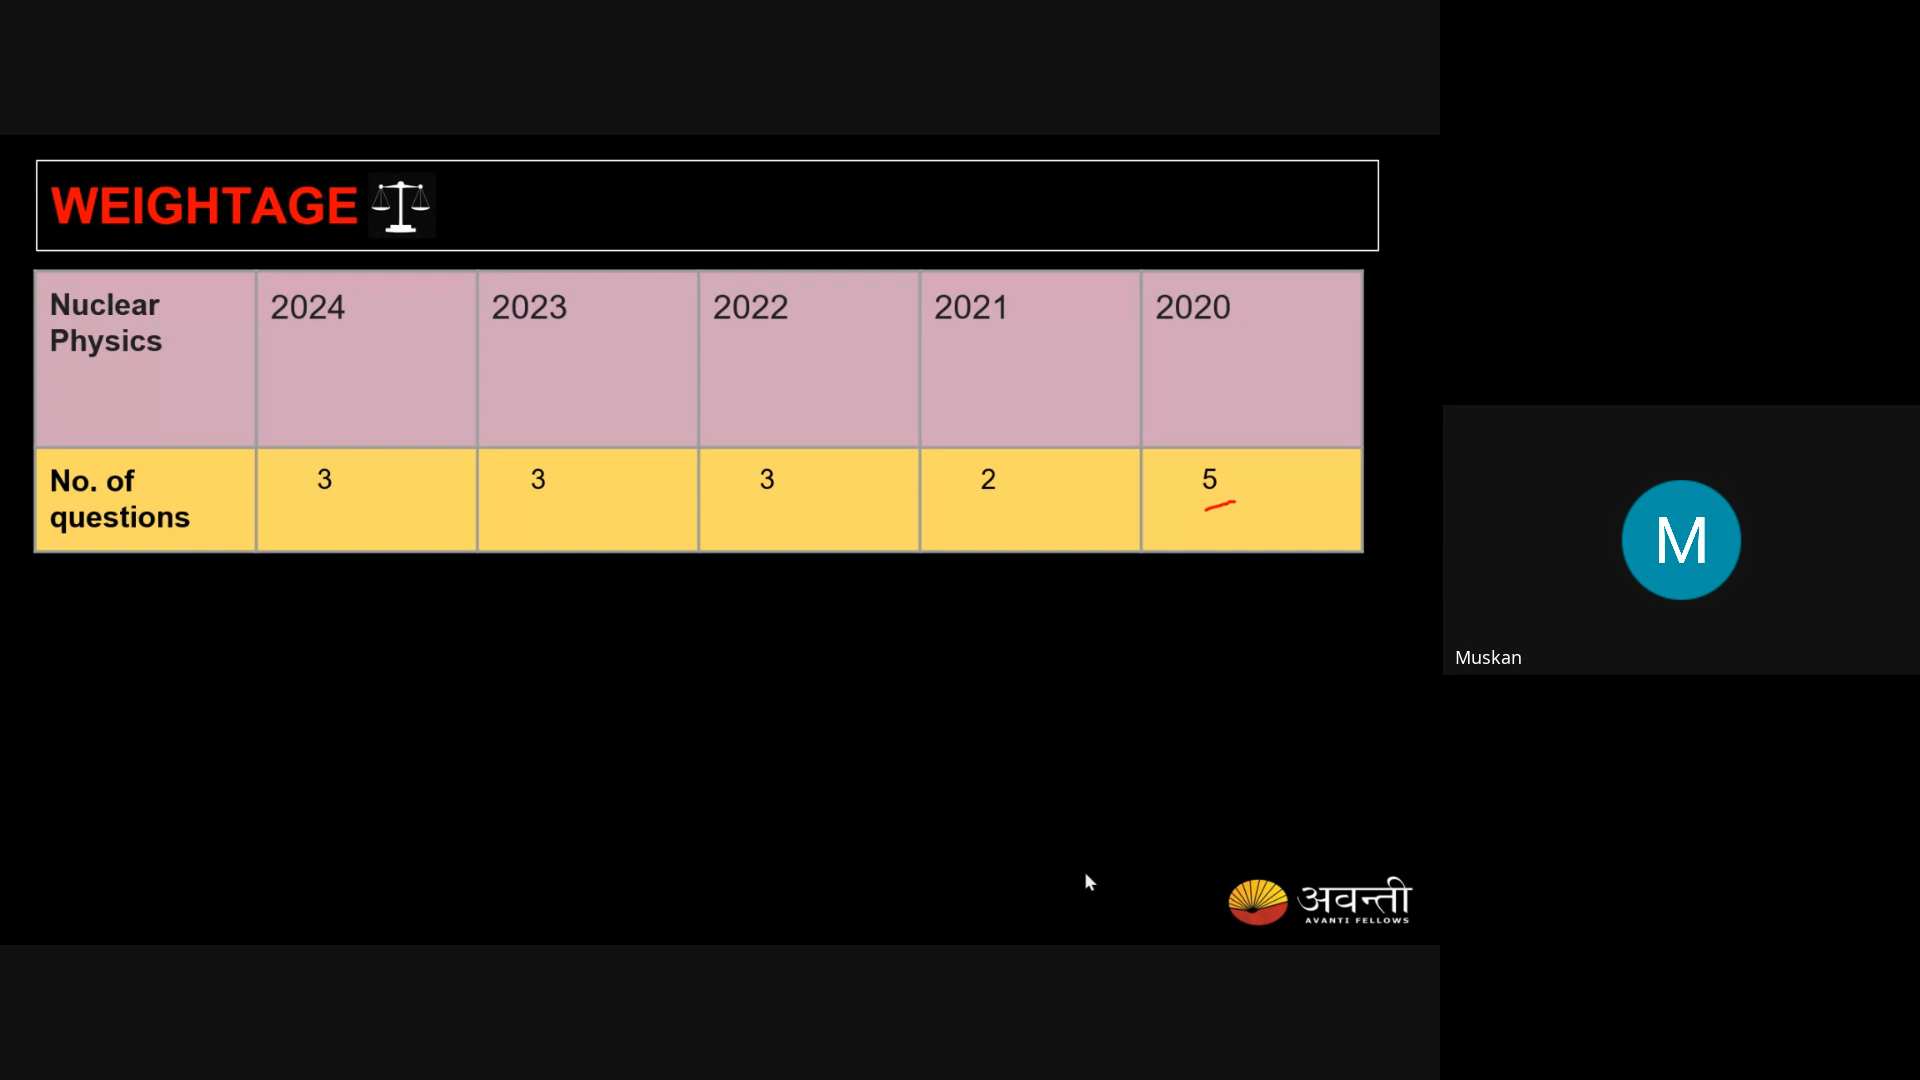 WEIGHTAGE
Nuclear Physics 2024 2023 2022 2021 2020
No. of questions 3 3 3 2 5
M
Muskan
अवन्ती
AVANTI FELLOWS